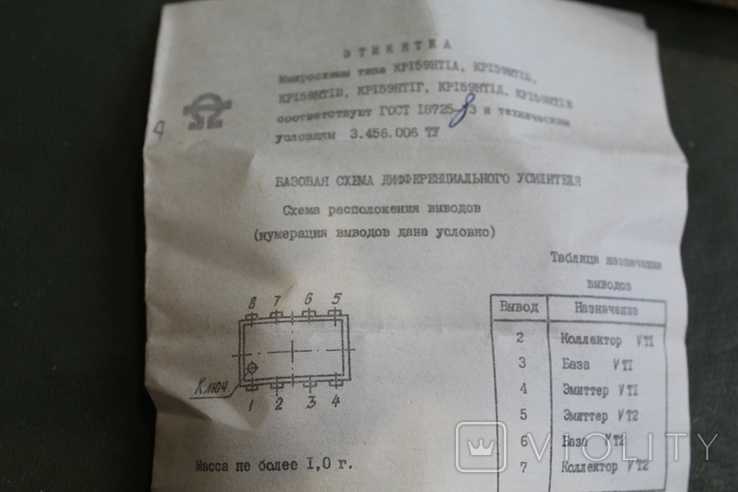 ЭТИКЕТКА
Микросхемы типа КР159НТ1А, КР159НТ1Б,
КР159НТ1В, КР159НТ1Г, КР159НТ1Д, КР159НТ1Е
соответствуют ГОСТ 18725-83 и техническим
условиям 3.456.006 ТУ
БАЗОВАЯ СХЕМА ДИФФЕРЕНЦИАЛЬНОГО УСИЛИТЕЛЯ
Схема расположения выводов
(нумерация выводов дана условно)
Таблица назначения
выводов
Вывод Назначение
2 Коллектор VT1
3 База VT1
4 Эмиттер VT1
5 Эмиттер VT2
6 База VT2
7 Коллектор VT2
8 7 6 5
Ключ
1 2 3 4
Масса не более 1,0 г.
VIOLITY